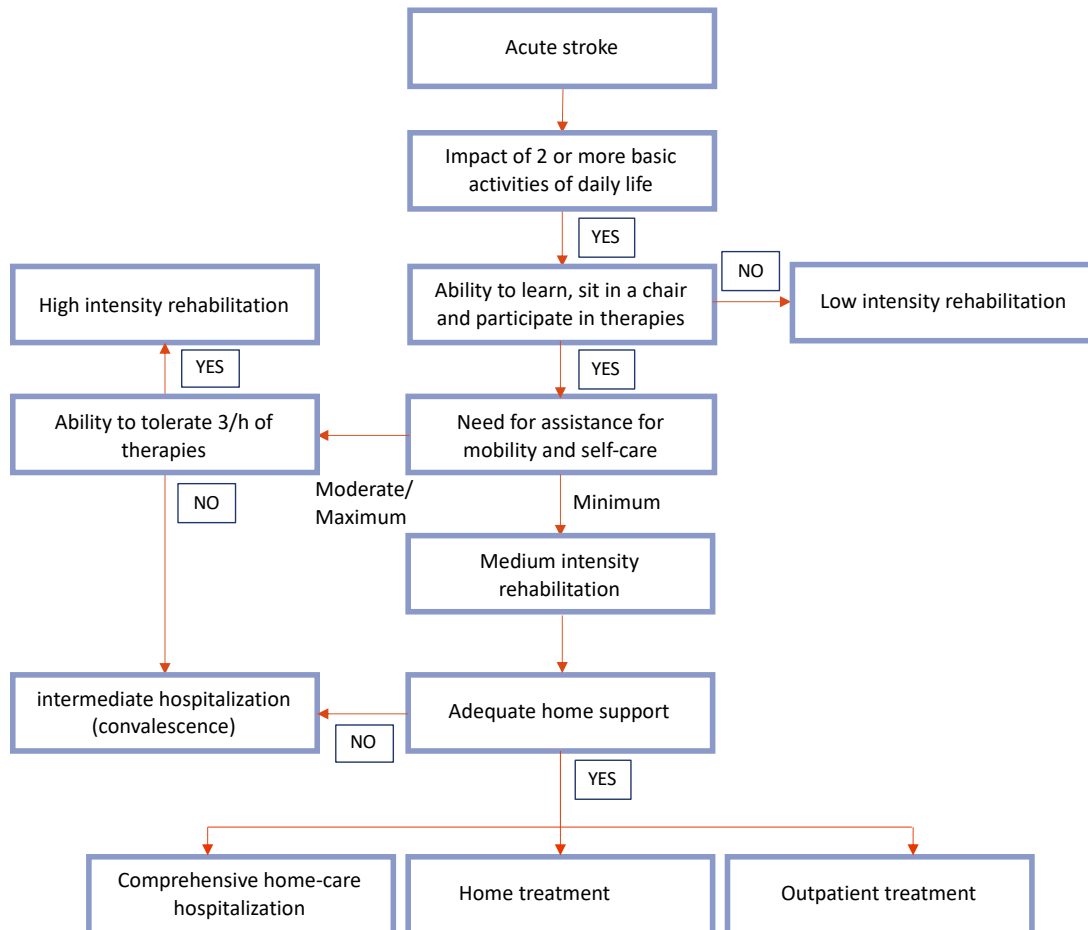 Acute stroke
Impact of 2 or more basic
activities of daily life
YES
NO
High intensity rehabilitation
Ability to learn, sit in a chair
and participate in therapies
Low intensity rehabilitation
YES
YES
Ability to tolerate 3/h of
therapies
Need for assistance for
mobility and self-care
NO
Moderate/
Maximum
Minimum
Medium intensity
rehabilitation
intermediate hospitalization
(convalescence)
Adequate home support
NO
YES
Comprehensive home-care
hospitalization
Home treatment
Outpatient treatment